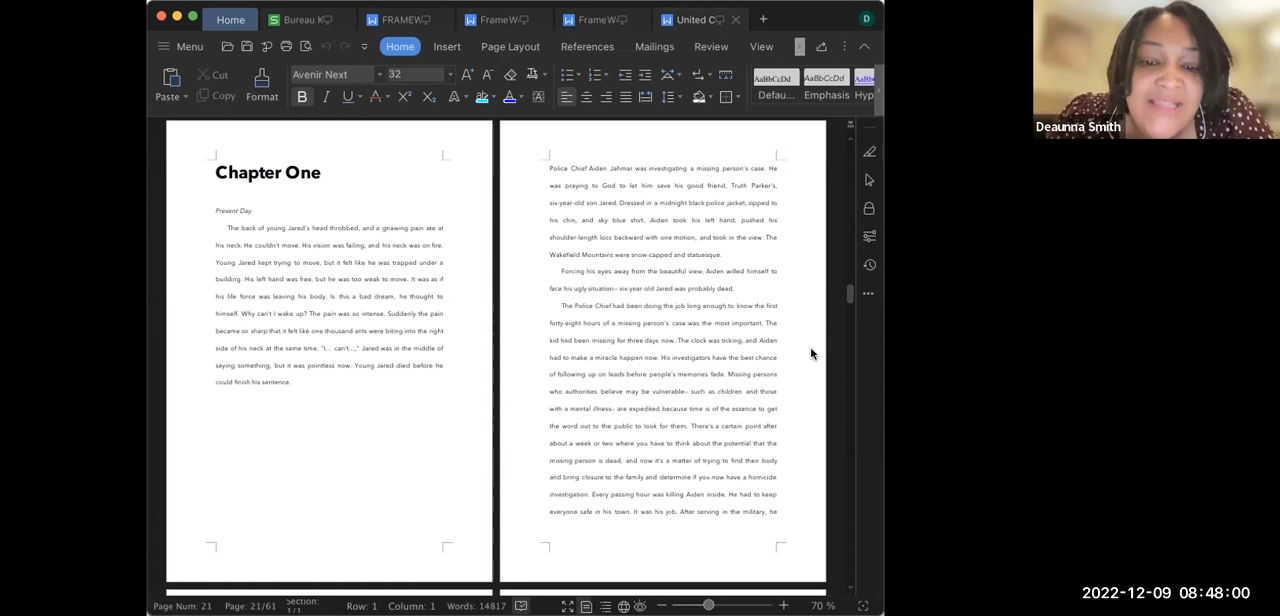 Home
Bureau K
FRAMEW
FrameW
FrameW
United C
D
Menu
Home
Insert
Page Layout
References
Mailings
Review
View
Paste
Cut
Copy
Format
Avenir Next
32
AaBbCcDd
AaBbCcDd
AaBb
Defau...
Emphasis
Hyp
Chapter One
Present Day
The back of young Jared's head throbbed, and a gnawing pain ate at
his neck. He couldn't move. His vision was failing, and his neck was on fire.
Young Jared kept trying to move, but it felt like he was trapped under a
building. His left hand was free, but he was too weak to move. It was as if
his life force was leaving his body. Is this a bad dream, he thought to
himself. Why can't I wake up? The pain was so intense. Suddenly the pain
became so sharp that it felt like one thousand ants were biting into the right
side of his neck at the same time. "I... can't...," Jared was in the middle of
saying something, but it was pointless now. Young Jared died before he
could finish his sentence.
Police Chief Aiden Jahmar was investigating a missing person's case. He
was praying to God to let him save his good friend, Truth Parker's,
six-year-old son Jared. Dressed in a midnight black police jacket, zipped to
his chin, and sky blue shirt, Aiden took his left hand, pushed his
shoulder-length locs backward with one motion, and took in the view. The
Wakefield Mountains were snow-capped and statuesque.
Forcing his eyes away from the beautiful view, Aiden willed himself to
face his ugly situation– six-year old Jared was probably dead.
The Police Chief had been doing the job long enough to know the first
forty-eight hours of a missing person's case was the most important. The
kid had been missing for three days now. The clock was ticking, and Aiden
had to make a miracle happen now. His investigators have the best chance
of following up on leads before people's memories fade. Missing persons
who authorities believe may be vulnerable– such as children and those
with a mental illness– are expedited because time is of the essence to get
the word out to the public to look for them. There's a certain point after
about a week or two where you have to think about the potential that the
missing person is dead, and now it's a matter of trying to find their body
and bring closure to the family and determine if you now have a homicide
investigation. Every passing hour was killing Aiden inside. He had to keep
everyone safe in his town. It was his job. After serving in the military, he
Page Num: 21
Page: 21/61
Section:
1/1
Row: 1
Column: 1
Words: 14817
70 %
Deaunna Smith
2022-12-09 08:48:00